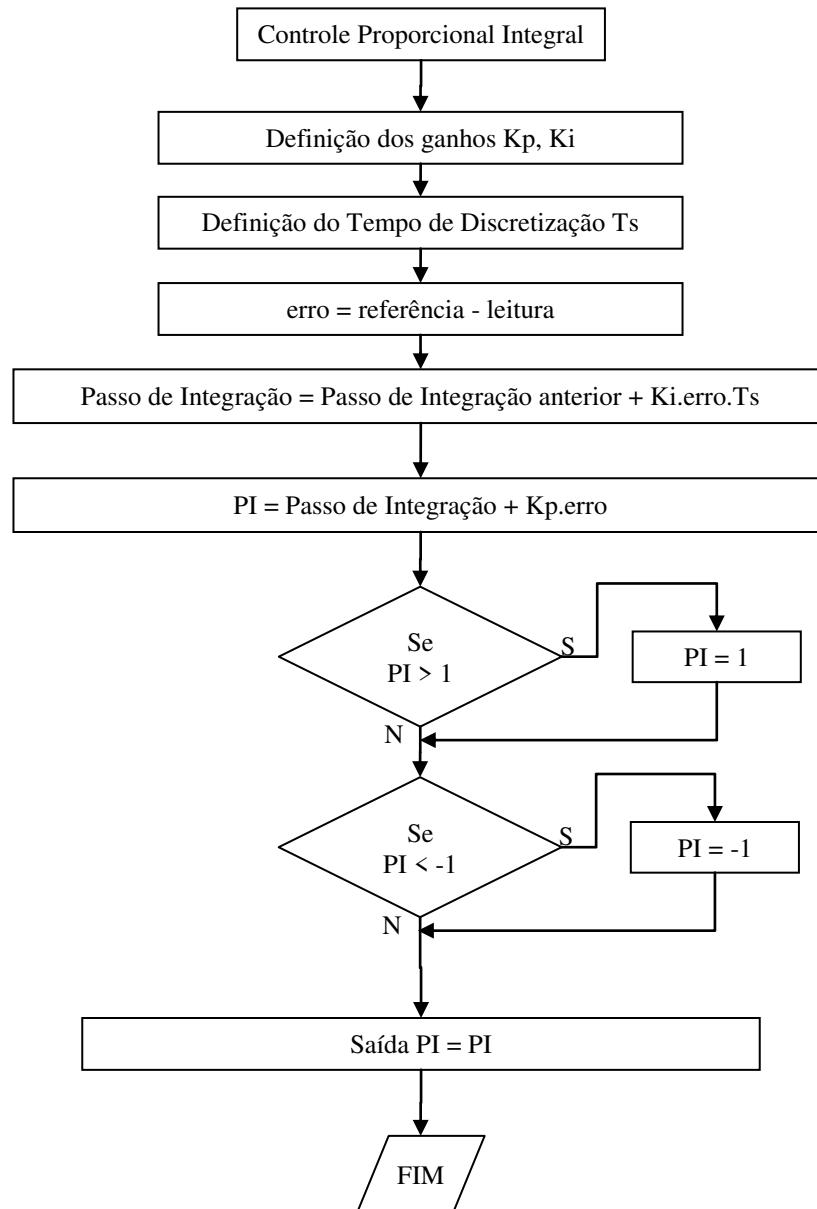 Controle Proporcional Integral
Definição dos ganhos Kp, Ki
Definição do Tempo de Discretização Ts
erro = referência - leitura
Passo de Integração = Passo de Integração anterior + Ki.erro.Ts
PI = Passo de Integração + Kp.erro
Se
PI > 1
S
PI = 1
N
Se
PI < -1
S
PI = -1
N
Saída PI = PI
FIM